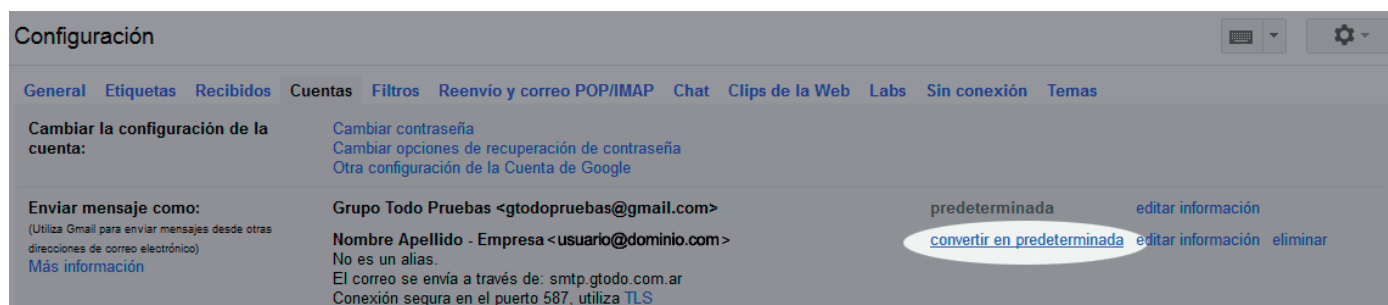 Configuración
General Etiquetas Recibidos Cuentas Filtros Reenvío y correo POP/IMAP Chat Clips de la Web Labs Sin conexión Temas
Cambiar la configuración de la cuenta:
Cambiar contraseña
Cambiar opciones de recuperación de contraseña
Otra configuración de la Cuenta de Google
Enviar mensaje como:
(Utiliza Gmail para enviar mensajes desde otras
direcciones de correo electrónico)
Más información
Grupo Todo Pruebas <gtodopruebas@gmail.com> predeterminada editar información
Nombre Apellido - Empresa <usuario@dominio.com> convertir en predeterminada editar información eliminar
No es un alias.
El correo se envía a través de: smtp.gtodo.com.ar
Conexión segura en el puerto 587, utiliza TLS